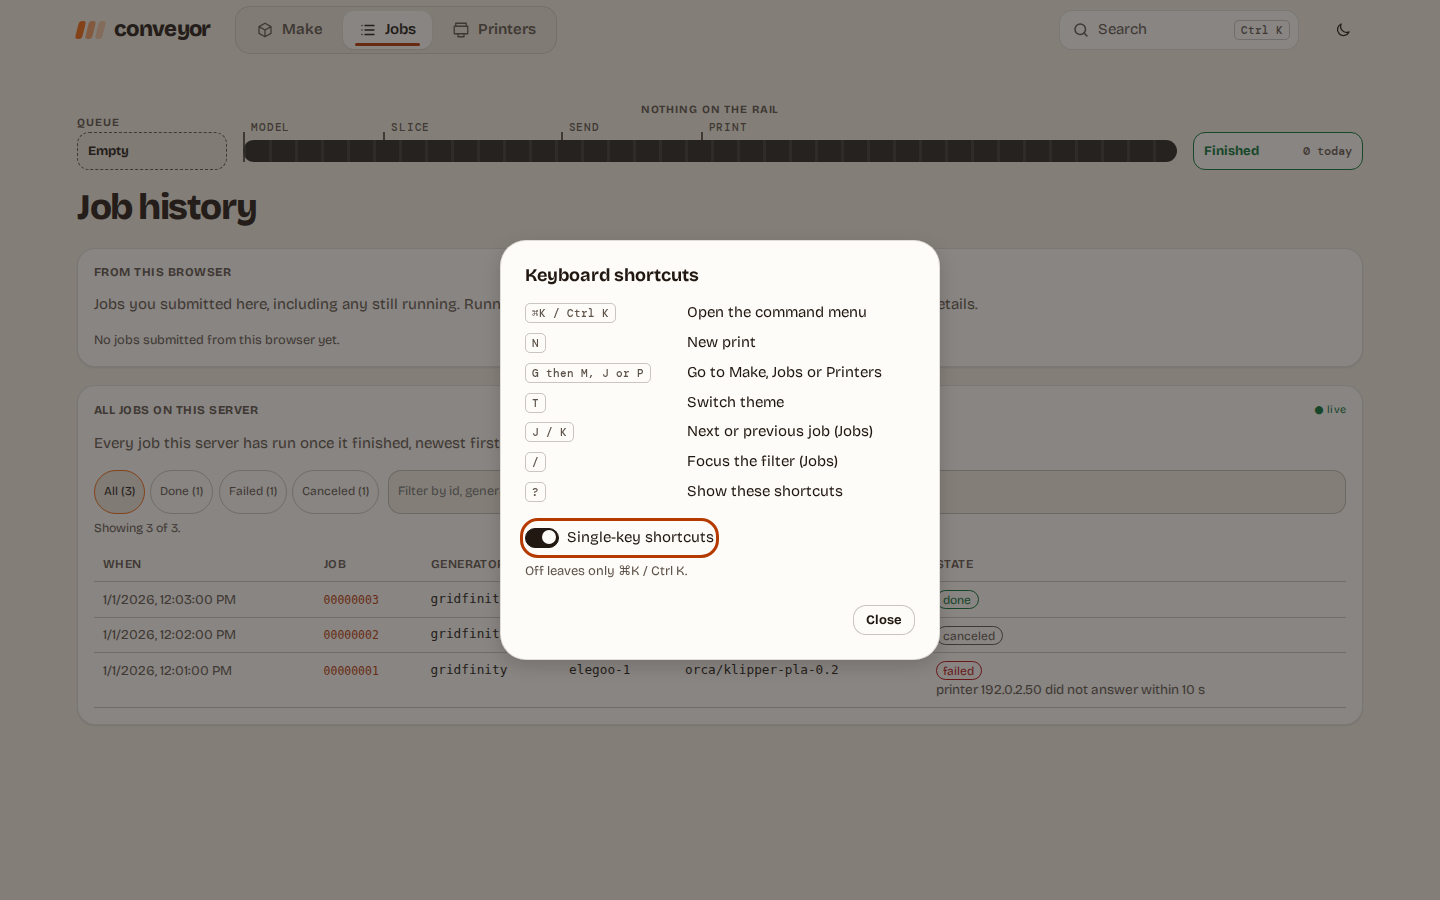 conveyor
Make
Jobs
Printers
Search
Ctrl K
NOTHING ON THE RAIL
QUEUE
MODEL
SLICE
SEND
PRINT
Empty
Finished
0 today
Job history
FROM THIS BROWSER
Jobs you submitted here, including any still running. Runn
etails.
No jobs submitted from this browser yet.
ALL JOBS ON THIS SERVER
live
Every job this server has run once it finished, newest first
All (3)
Done (1)
Failed (1)
Canceled (1)
Filter by id, gener
Showing 3 of 3.
WHEN
JOB
GENERATOR
STATE
1/1/2026, 12:03:00 PM
00000003
gridfinit
done
1/1/2026, 12:02:00 PM
00000002
gridfinit
canceled
1/1/2026, 12:01:00 PM
00000001
gridfinity
elegoo-1
orca/klipper-pla-0.2
failed
printer 192.0.2.50 did not answer within 10 s
Keyboard shortcuts
⌘K / Ctrl K
Open the command menu
N
New print
G then M, J or P
Go to Make, Jobs or Printers
T
Switch theme
J / K
Next or previous job (Jobs)
/
Focus the filter (Jobs)
?
Show these shortcuts
Single-key shortcuts
Off leaves only ⌘K / Ctrl K.
Close